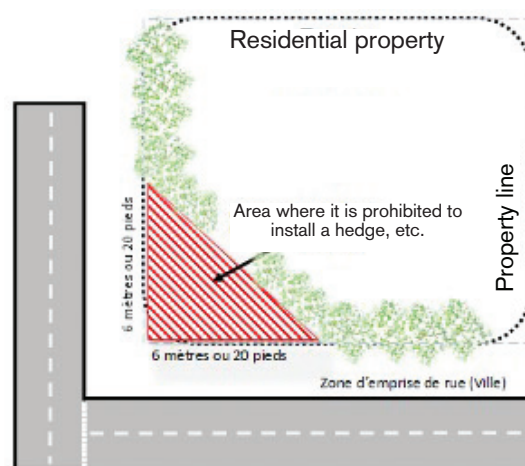 Residential property
Area where it is prohibited to
install a hedge, etc.
Property line
6 mètres ou 20 pieds
6 mètres ou 20 pieds
Zone d'emprise de rue (Ville)